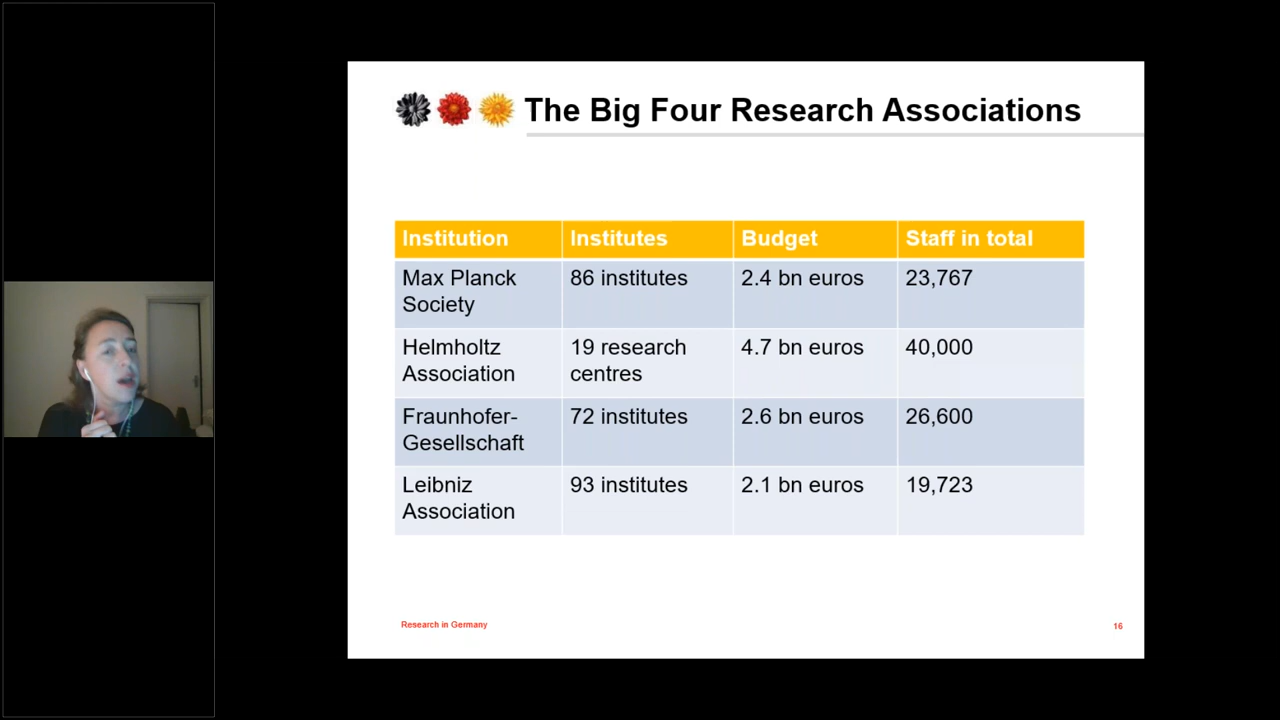 The Big Four Research Associations
Institution Institutes Budget Staff in total
Max Planck 86 institutes 2.4 bn euros 23,767
Society
Helmholtz 19 research 4.7 bn euros 40,000
Association centres
Fraunhofer- 72 institutes 2.6 bn euros 26,600
Gesellschaft
Leibniz 93 institutes 2.1 bn euros 19,723
Association
Research in Germany 16